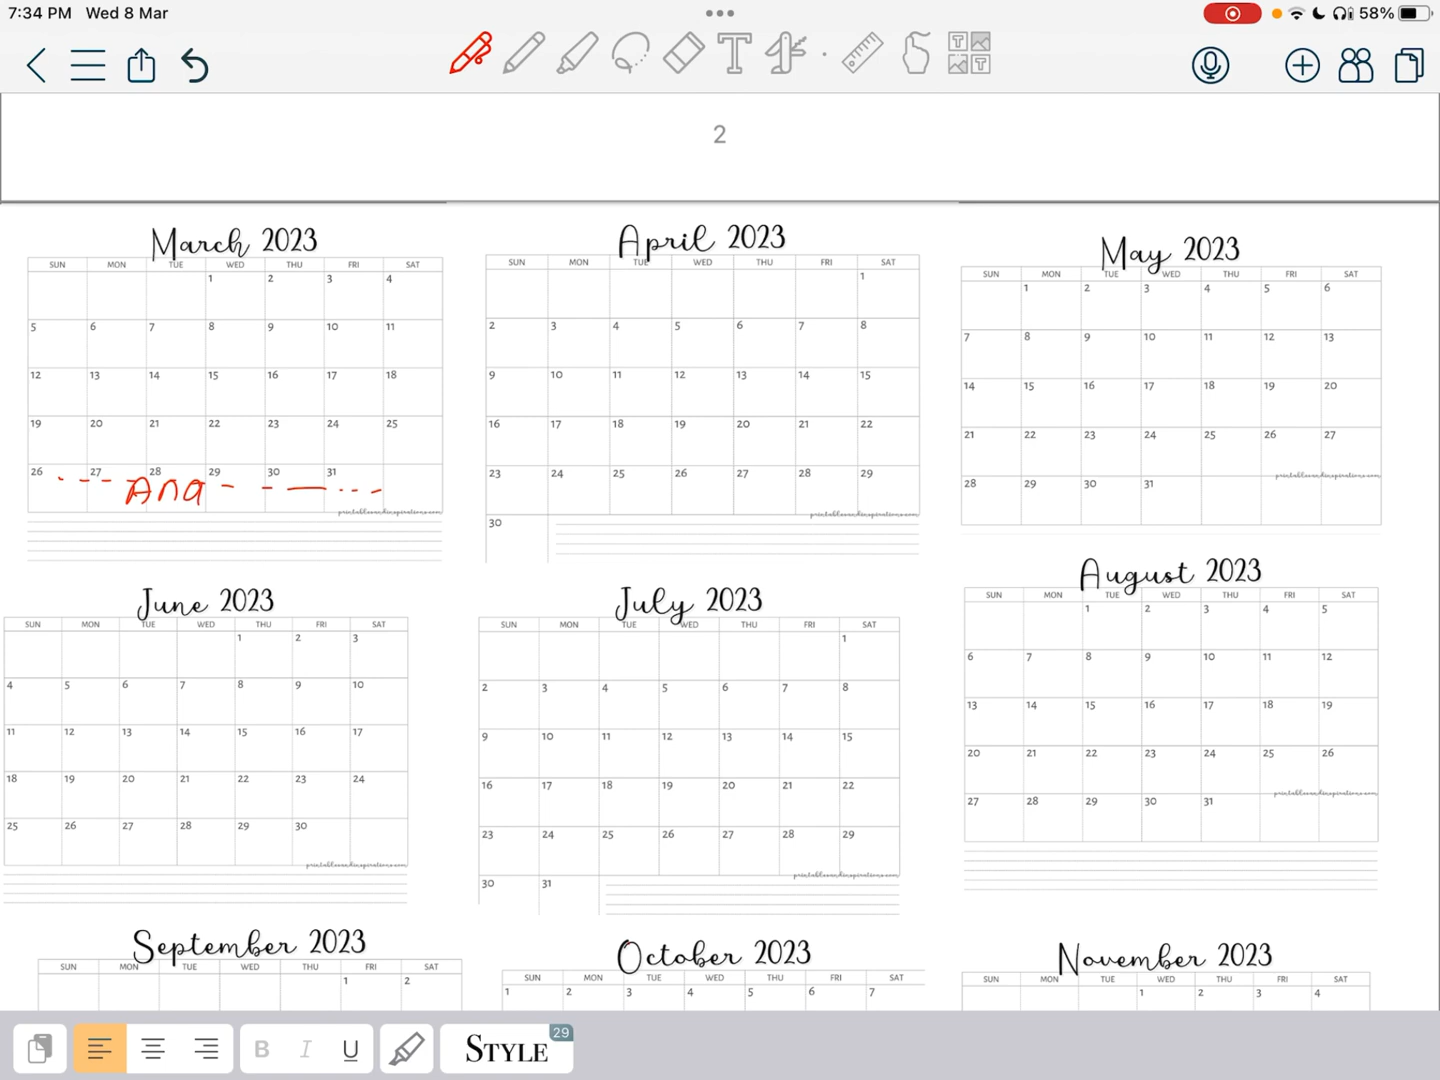 7:34 PM Wed 8 Mar
58%
2
March 2023
SUN MON TUE WED THU FRI SAT
1 2 3 4
5 6 7 8 9 10 11
12 13 14 15 16 17 18
19 20 21 22 23 24 25
26 27 28 29 30 31
Ana
printablesandinspirations.com
April 2023
SUN MON TUE WED THU FRI SAT
1
2 3 4 5 6 7 8
9 10 11 12 13 14 15
16 17 18 19 20 21 22
23 24 25 26 27 28 29
printablesandinspirations.com
30
May 2023
SUN MON TUE WED THU FRI SAT
1 2 3 4 5 6
7 8 9 10 11 12 13
14 15 16 17 18 19 20
21 22 23 24 25 26 27
printablesandinspirations.com
28 29 30 31
June 2023
SUN MON TUE WED THU FRI SAT
1 2 3
4 5 6 7 8 9 10
11 12 13 14 15 16 17
18 19 20 21 22 23 24
25 26 27 28 29 30
printablesandinspirations.com
July 2023
SUN MON TUE WED THU FRI SAT
1
2 3 4 5 6 7 8
9 10 11 12 13 14 15
16 17 18 19 20 21 22
23 24 25 26 27 28 29
printablesandinspirations.com
30 31
August 2023
SUN MON TUE WED THU FRI SAT
1 2 3 4 5
6 7 8 9 10 11 12
13 14 15 16 17 18 19
20 21 22 23 24 25 26
printablesandinspirations.com
27 28 29 30 31
September 2023
SUN MON TUE WED THU FRI SAT
1 2
October 2023
SUN MON TUE WED THU FRI SAT
1 2 3 4 5 6 7
November 2023
SUN MON TUE WED THU FRI SAT
1 2 3 4
B I U STYLE 29